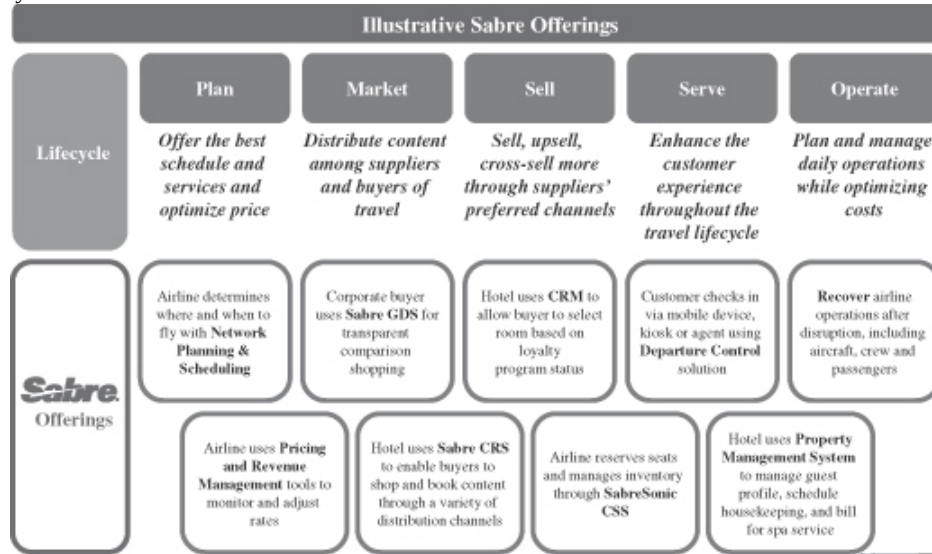 Illustrative Sabre Offerings
Lifecycle
Plan
Offer the best
schedule and
services and
optimize price
Market
Distribute content
among suppliers
and buyers of
travel
Sell
Sell, upsell,
cross-sell more
through suppliers'
preferred channels
Serve
Enhance the
customer
experience
throughout the
travel lifecycle
Operate
Plan and manage
daily operations
while optimizing
costs
Sabre.
Offerings
Airline determines
where and when to
fly with Network
Planning &
Scheduling
Corporate buyer
uses Sabre GDS for
transparent
comparison
shopping
Hotel uses CRM to
allow buyer to select
room based on
loyalty
program status
Customer checks in
via mobile device,
kiosk or agent using
Departure Control
solution
Recover airline
operations after
disruption, including
aircraft, crew and
passengers
Airline uses Pricing
and Revenue
Management tools to
monitor and adjust
rates
Hotel uses Sabre CRS
to enable buyers to
shop and book content
through a variety of
distribution channels
Airline reserves seats
and manages inventory
through SabreSonic
CSS
Hotel uses Property
Management System
to manage guest
profile, schedule
housekeeping, and bill
for spa service